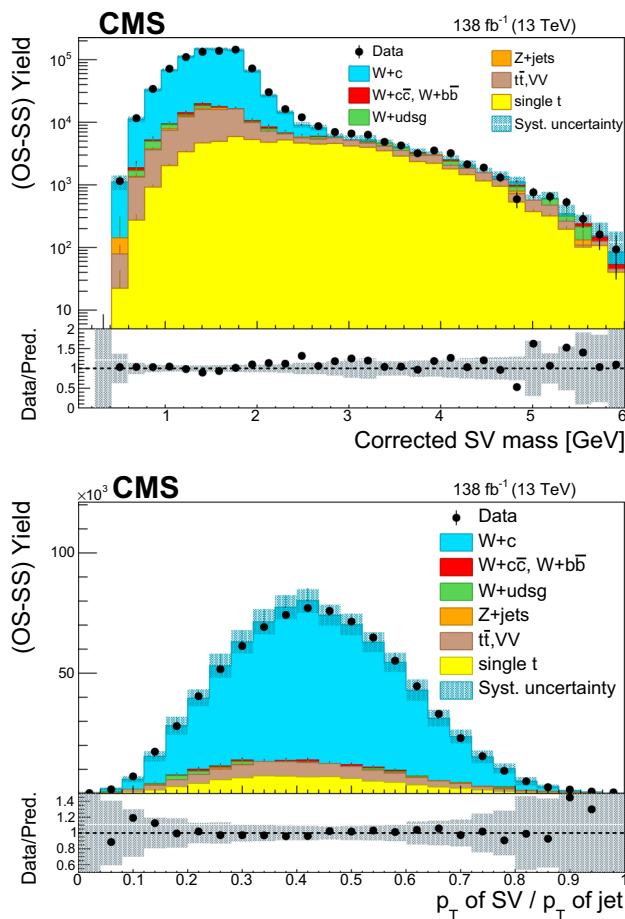 CMS 138 fb⁻¹ (13 TeV)
(OS-SS) Yield
10⁵
10⁴
10³
10²
10
Data
W+c
W+cc̅, W+bb̅
W+udsg
Z+jets
tt̅,VV
single t
Syst. uncertainty
Data/Pred.
2
1.5
1
0.5
0
1 2 3 4 5 6
Corrected SV mass [GeV]
×10³ CMS 138 fb⁻¹ (13 TeV)
(OS-SS) Yield
100
50
Data
W+c
W+cc̅, W+bb̅
W+udsg
Z+jets
tt̅,VV
single t
Syst. uncertainty
Data/Pred.
1.4
1.2
1
0.8
0.6
0 0.1 0.2 0.3 0.4 0.5 0.6 0.7 0.8 0.9 1
p_T of SV / p_T of jet